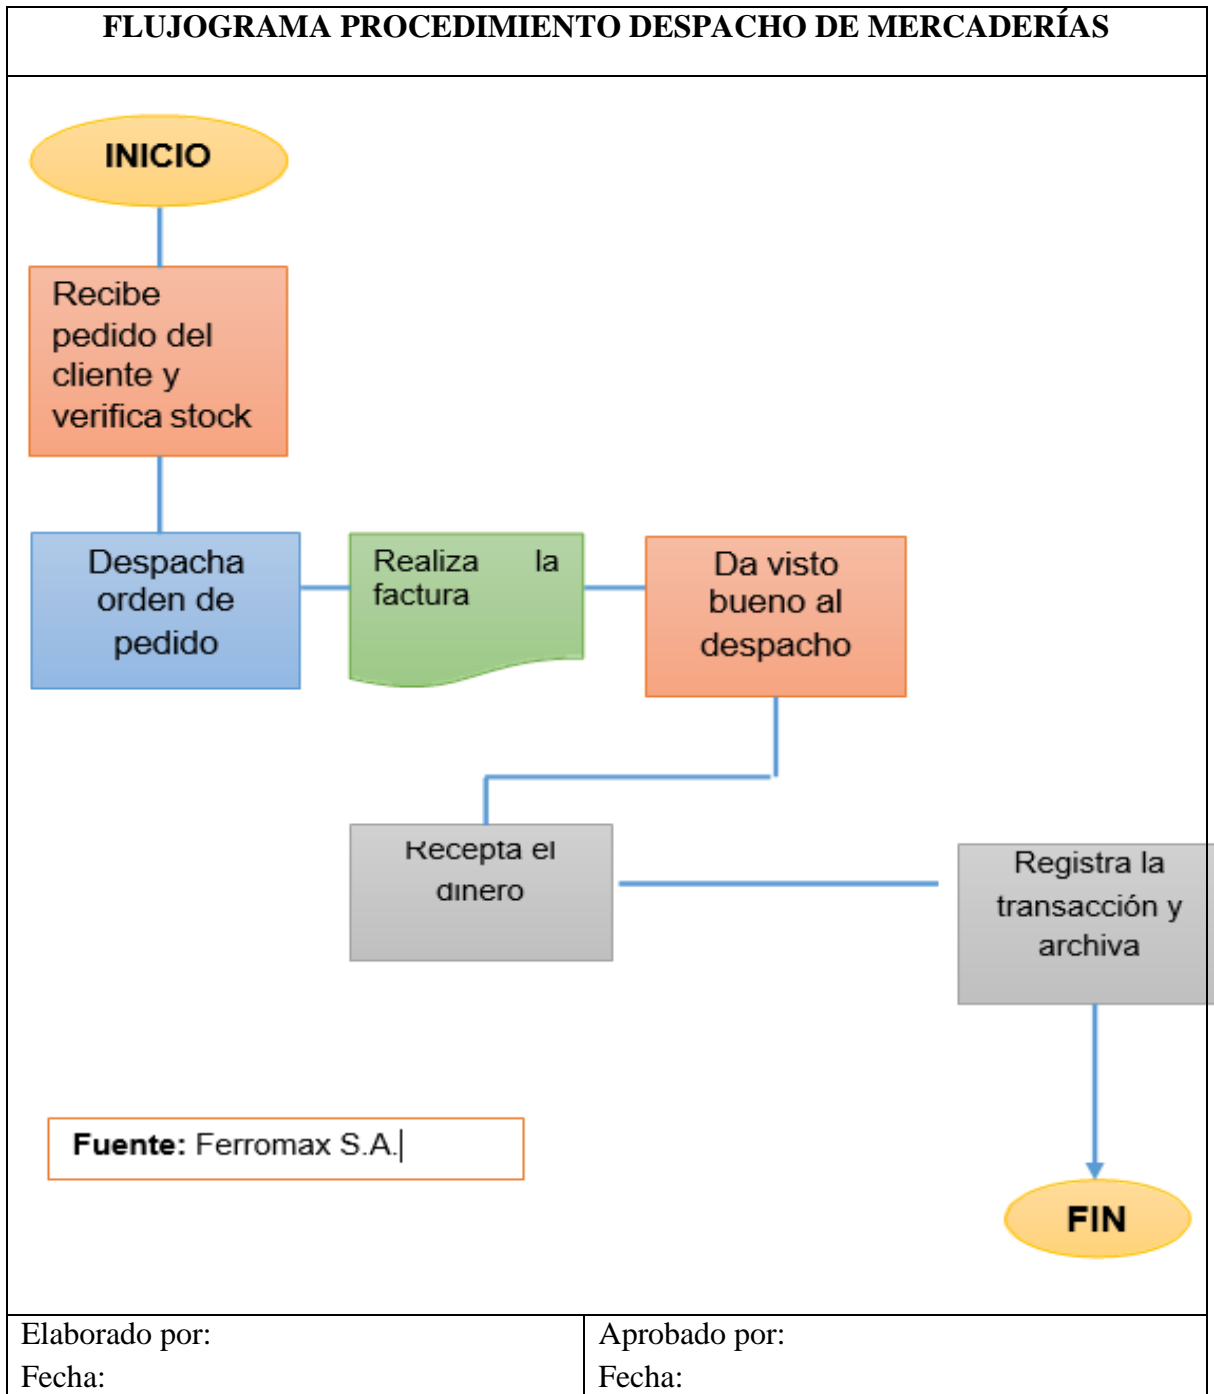 FLUJOGRAMA PROCEDIMIENTO DESPACHO DE MERCADERÍAS
INICIO
Recibe
pedido del
cliente y
verifica stock
Despacha
orden de
pedido
Realiza la
factura
Da visto
bueno al
despacho
Recepta el
dinero
Registra la
transacción y
archiva
Fuente: Ferromax S.A.
FIN
Elaborado por:
Fecha:
Aprobado por:
Fecha: